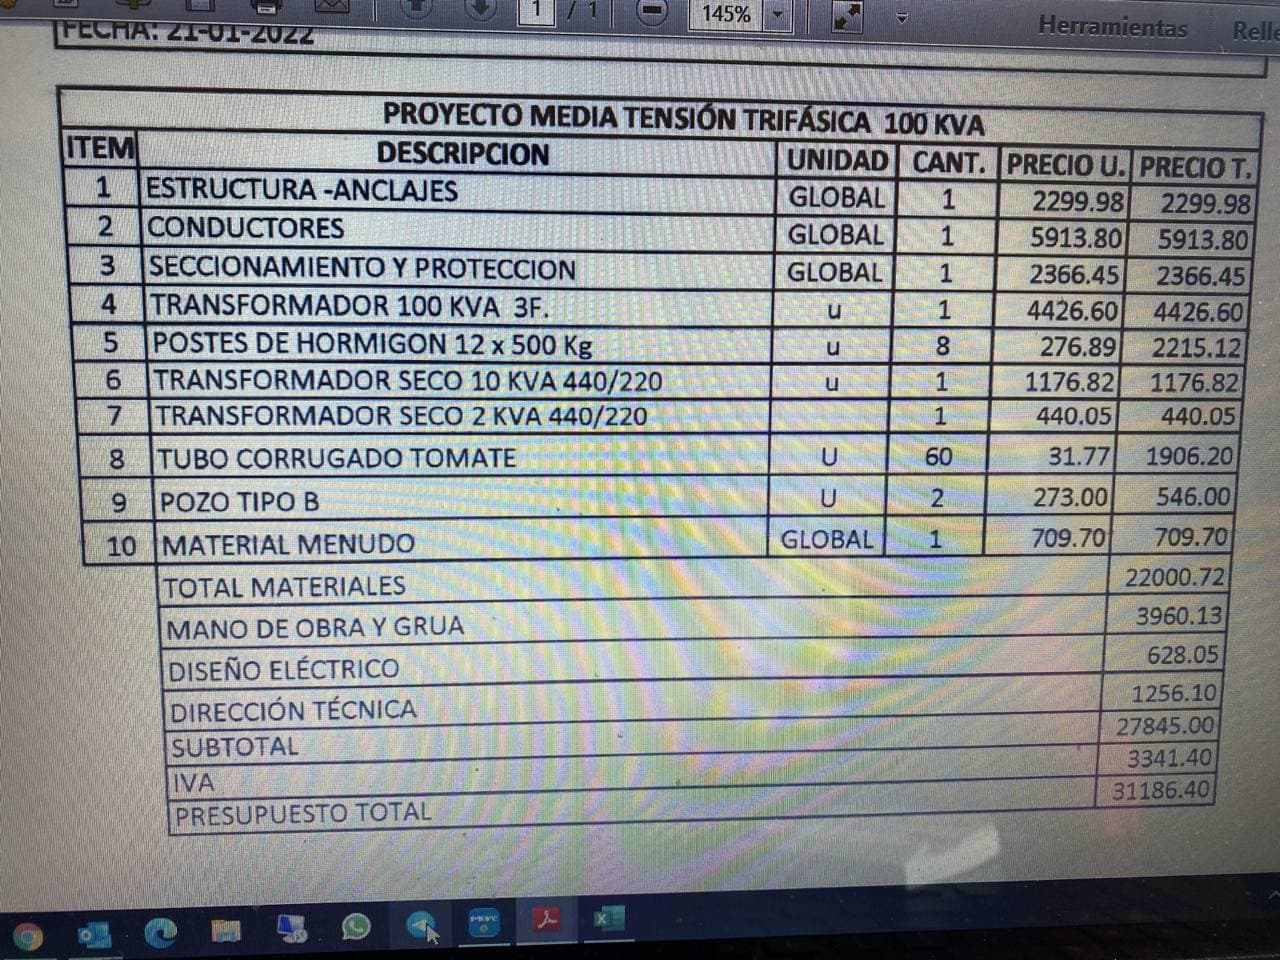 1 / 1 145%
Herramientas Relle
FECHA: 21-01-2022
PROYECTO MEDIA TENSIÓN TRIFÁSICA 100 KVA
ITEM DESCRIPCION UNIDAD CANT. PRECIO U. PRECIO T.
1 ESTRUCTURA -ANCLAJES GLOBAL 1 2299.98 2299.98
2 CONDUCTORES GLOBAL 1 5913.80 5913.80
3 SECCIONAMIENTO Y PROTECCION GLOBAL 1 2366.45 2366.45
4 TRANSFORMADOR 100 KVA 3F. u 1 4426.60 4426.60
5 POSTES DE HORMIGON 12 x 500 Kg u 8 276.89 2215.12
6 TRANSFORMADOR SECO 10 KVA 440/220 u 1 1176.82 1176.82
7 TRANSFORMADOR SECO 2 KVA 440/220 1 440.05 440.05
8 TUBO CORRUGADO TOMATE U 60 31.77 1906.20
9 POZO TIPO B U 2 273.00 546.00
10 MATERIAL MENUDO GLOBAL 1 709.70 709.70
TOTAL MATERIALES 22000.72
MANO DE OBRA Y GRUA 3960.13
DISEÑO ELÉCTRICO 628.05
DIRECCIÓN TÉCNICA 1256.10
SUBTOTAL 27845.00
IVA 3341.40
PRESUPUESTO TOTAL 31186.40